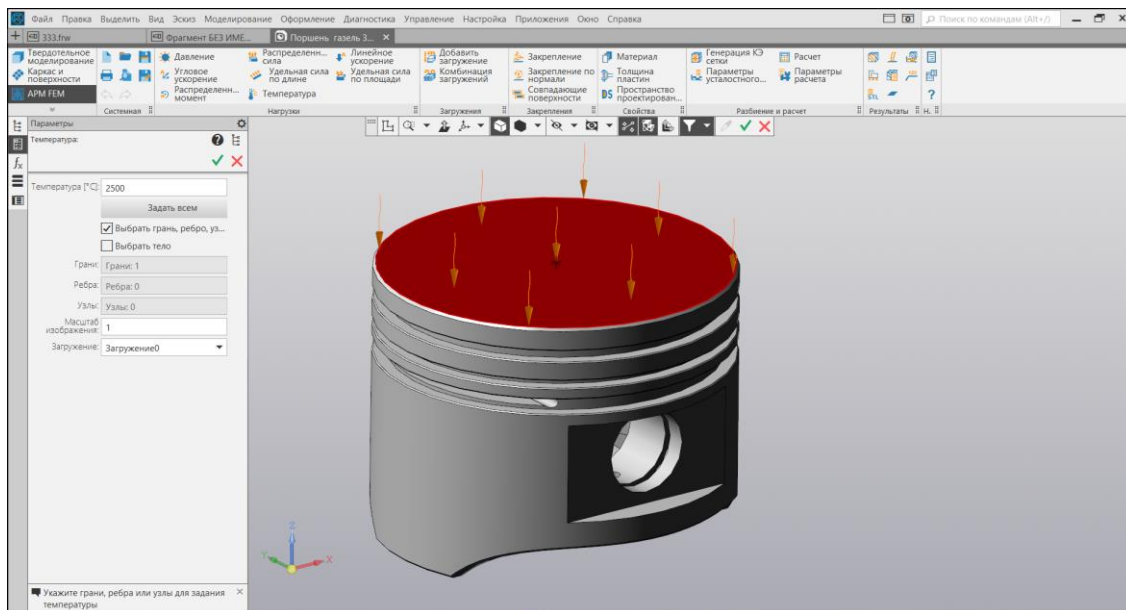 Файл Правка Выделить Вид Эскиз Моделирование Оформление Диагностика Управление Настройка Приложения Окно Справка
Поиск по командам (Alt+/)
333.frw
Фрагмент БЕЗ ИМЕ...
Поршень газель 3...
Твердотельное моделирование
Каркас и поверхности
APM FEM
Системная
Давление
Угловое ускорение
Распределенн... момент
Распределенн... сила
Удельная сила по длине
Температура
Линейное ускорение
Удельная сила по площади
Нагрузки
Добавить загружение
Комбинация загружений
Загружения
Закрепление
Закрепление по нормали
Совпадающие поверхности
Закрепления
Материал
Толщина пластин
DS Пространство проектирован...
Свойства
Генерация КЭ сетки
Параметры усталостного...
Расчет
Параметры расчета
Разбиение и расчет
Результаты
Н.
Параметры
Температура:
Температура [°C]: 2500
Задать всем
Выбрать грань, ребро, уз...
Выбрать тело
Грани: Грани: 1
Ребра: Ребра: 0
Узлы: Узлы: 0
Масштаб изображения: 1
Загружение: Загружение0
Z
Y
X
Укажите грани, ребра или узлы для задания
температуры